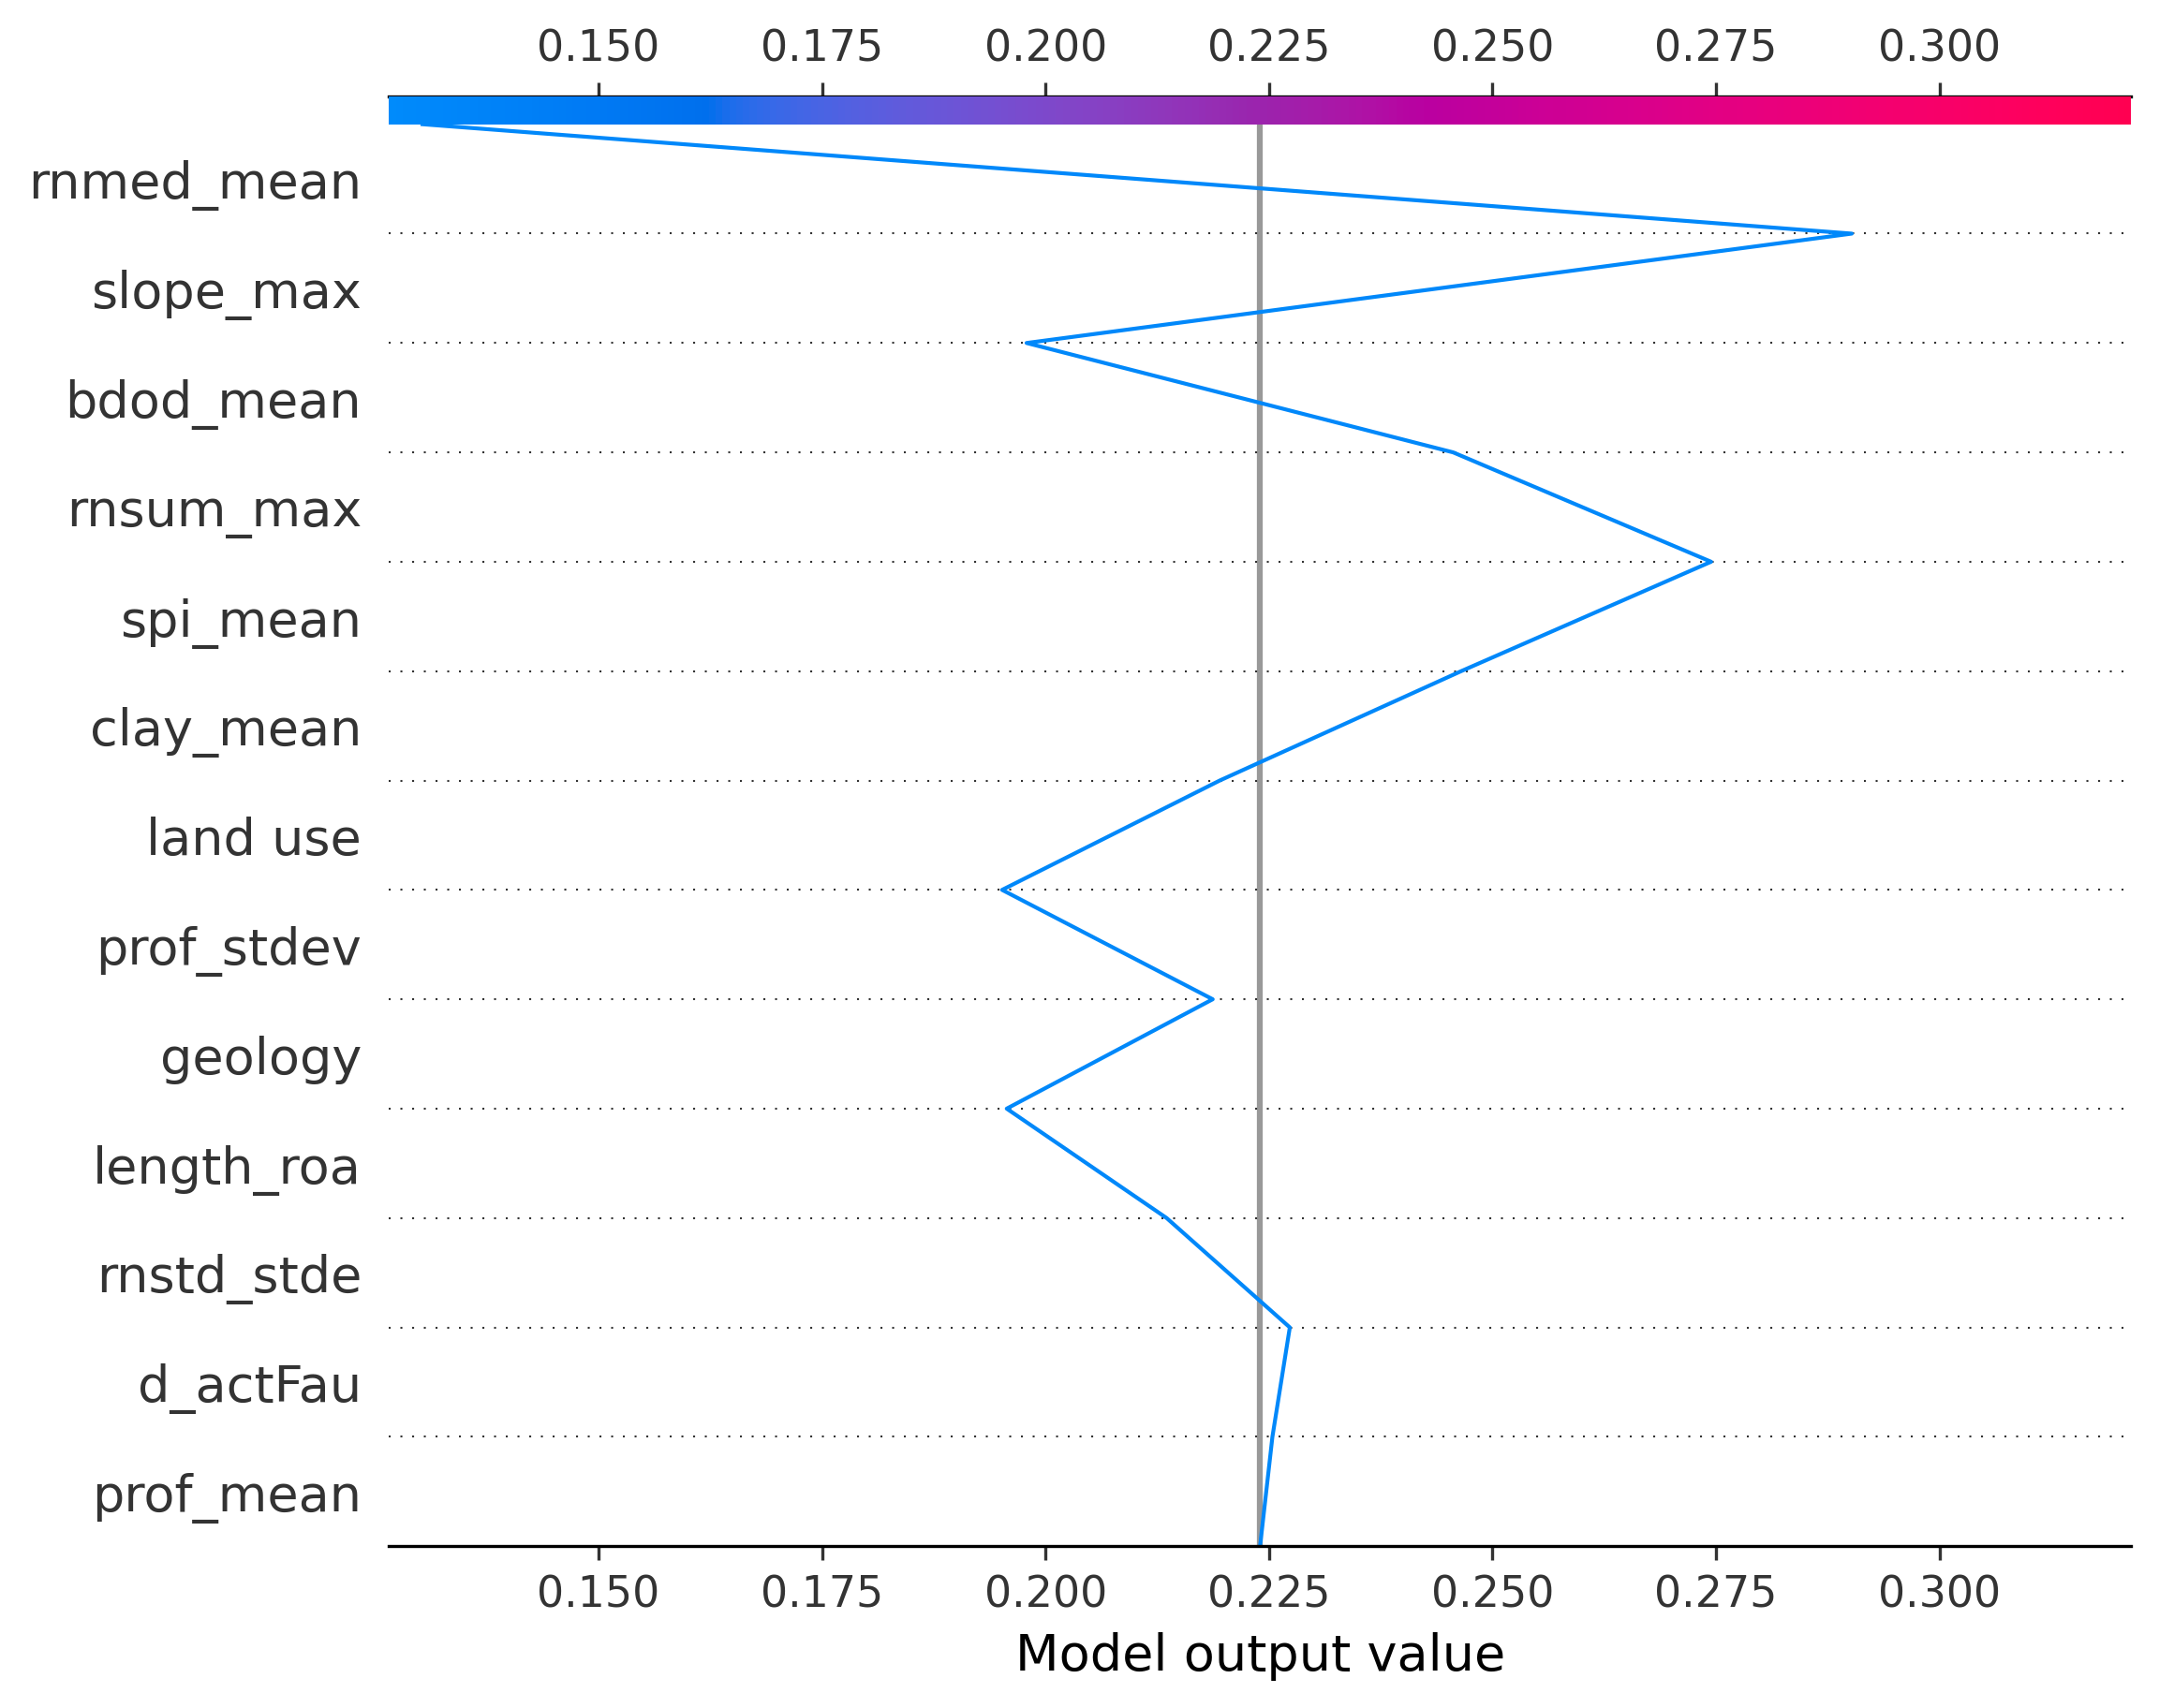 0.150 0.175 0.200 0.225 0.250 0.275 0.300
rnmed_mean
slope_max
bdod_mean
rnsum_max
spi_mean
clay_mean
land use
prof_stdev
geology
length_roa
rnstd_stde
d_actFau
prof_mean
0.150 0.175 0.200 0.225 0.250 0.275 0.300
Model output value